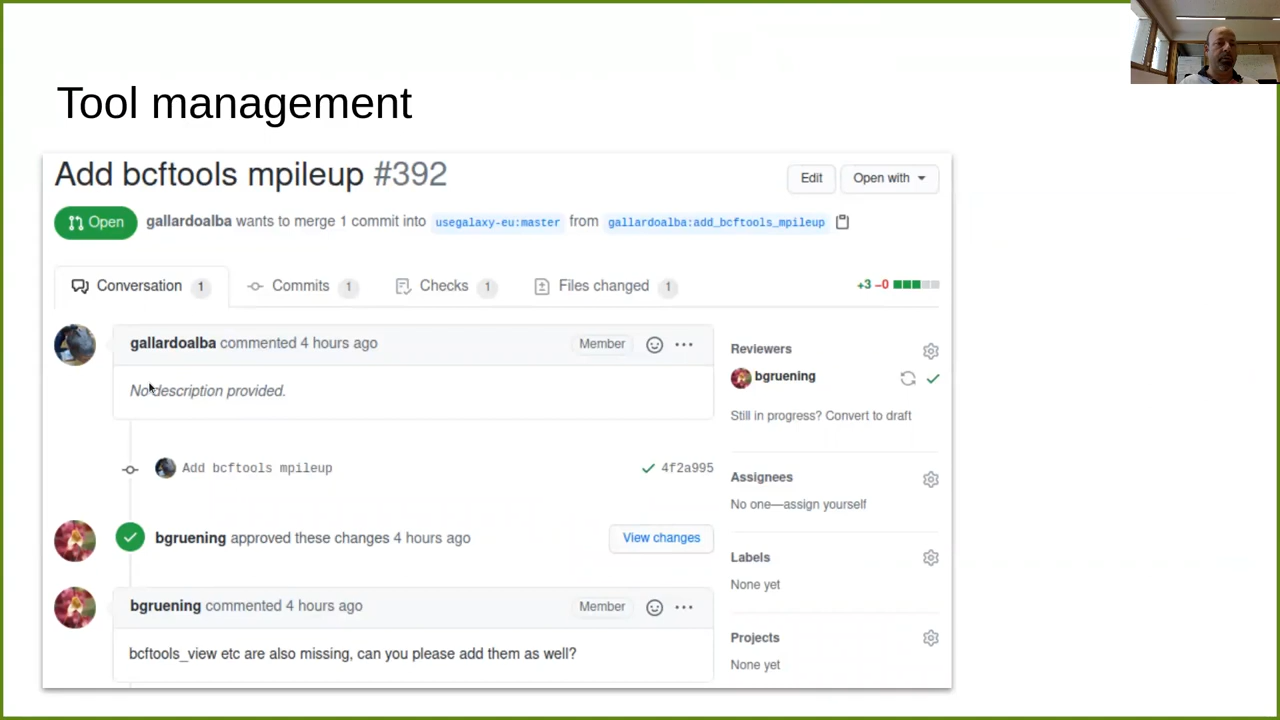 Tool management
Add bcftools mpileup #392
Edit
Open with
Open
gallardoalba wants to merge 1 commit into usegalaxy-eu:master from gallardoalba:add_bcftools_mpileup
Conversation 1
Commits 1
Checks 1
Files changed 1
+3 −0
gallardoalba commented 4 hours ago
Member
No description provided.
Add bcftools mpileup
4f2a995
bgruening approved these changes 4 hours ago
View changes
bgruening commented 4 hours ago
Member
bcftools_view etc are also missing, can you please add them as well?
Reviewers
bgruening
Still in progress? Convert to draft
Assignees
No one—assign yourself
Labels
None yet
Projects
None yet